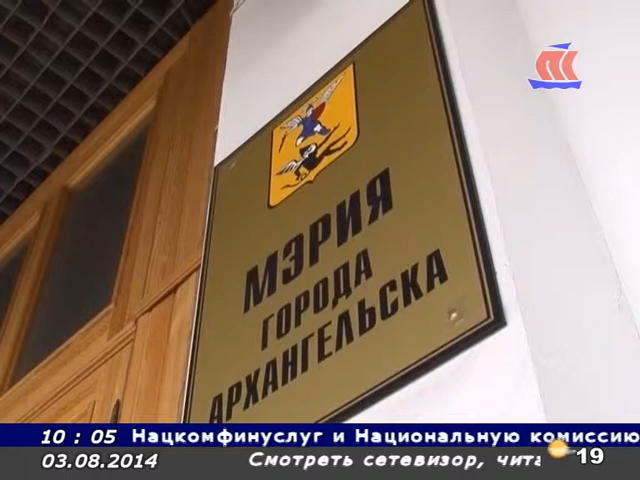 МЭРИЯ
ГОРОДА
АРХАНГЕЛЬСКА
10 : 05 Нацкомфинуслуг и Национальную комиссию
03.08.2014 Смотреть сетевизор, чита 19